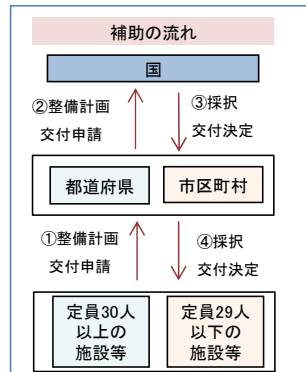 補助の流れ
国
②整備計画
交付申請
③採択
交付決定
都道府県
市区町村
①整備計画
交付申請
④採択
交付決定
定員30人
以上の
施設等
定員29人
以下の
施設等